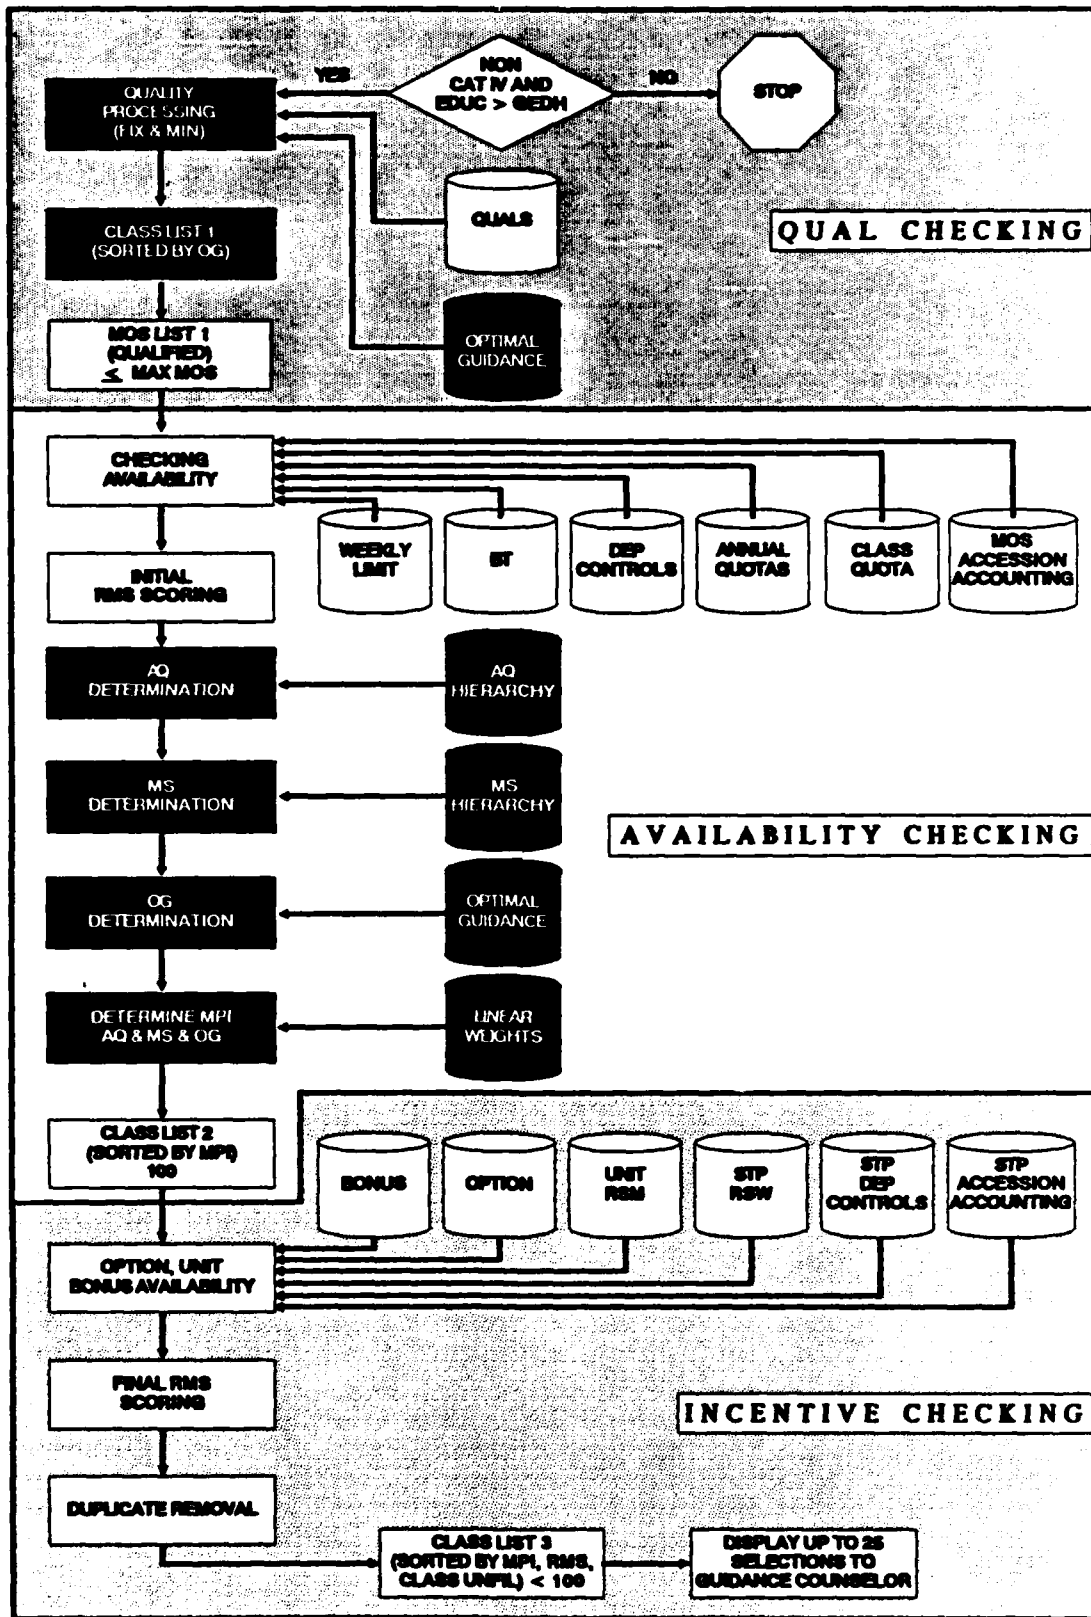 NON
CAT IV AND
EDUC > GEDH
YES
NO
STOP
QUALITY
PROCESSING
(FIX & MIN)
QUALS
CLASS LIST 1
(SORTED BY OG)
QUAL CHECKING
OPTIMAL
GUIDANCE
MOS LIST 1
(QUALIFIED)
< MAX MOS
CHECKING
AVAILABILITY
WEEKLY
LIMIT
BT
DEP
CONTROLS
ANNUAL
QUOTAS
CLASS
QUOTA
MOS
ACCESSION
ACCOUNTING
INITIAL
RMS SCORING
AQ
DETERMINATION
AQ
HIERARCHY
MS
DETERMINATION
MS
HIERARCHY
AVAILABILITY CHECKING
OG
DETERMINATION
OPTIMAL
GUIDANCE
DETERMINE MPI
AQ & MS & OG
LINEAR
WEIGHTS
CLASS LIST 2
(SORTED BY MPI)
100
BONUS
OPTION
UNIT
RSM
STP
RSW
STP
DEP
CONTROLS
STP
ACCESSION
ACCOUNTING
OPTION, UNIT
BONUS AVAILABILITY
FINAL RMS
SCORING
INCENTIVE CHECKING
DUPLICATE REMOVAL
CLASS LIST 3
(SORTED BY MPI, RMS,
CLASS UNFIL) < 100
DISPLAY UP TO 25
SELECTIONS TO
GUIDANCE COUNSELOR